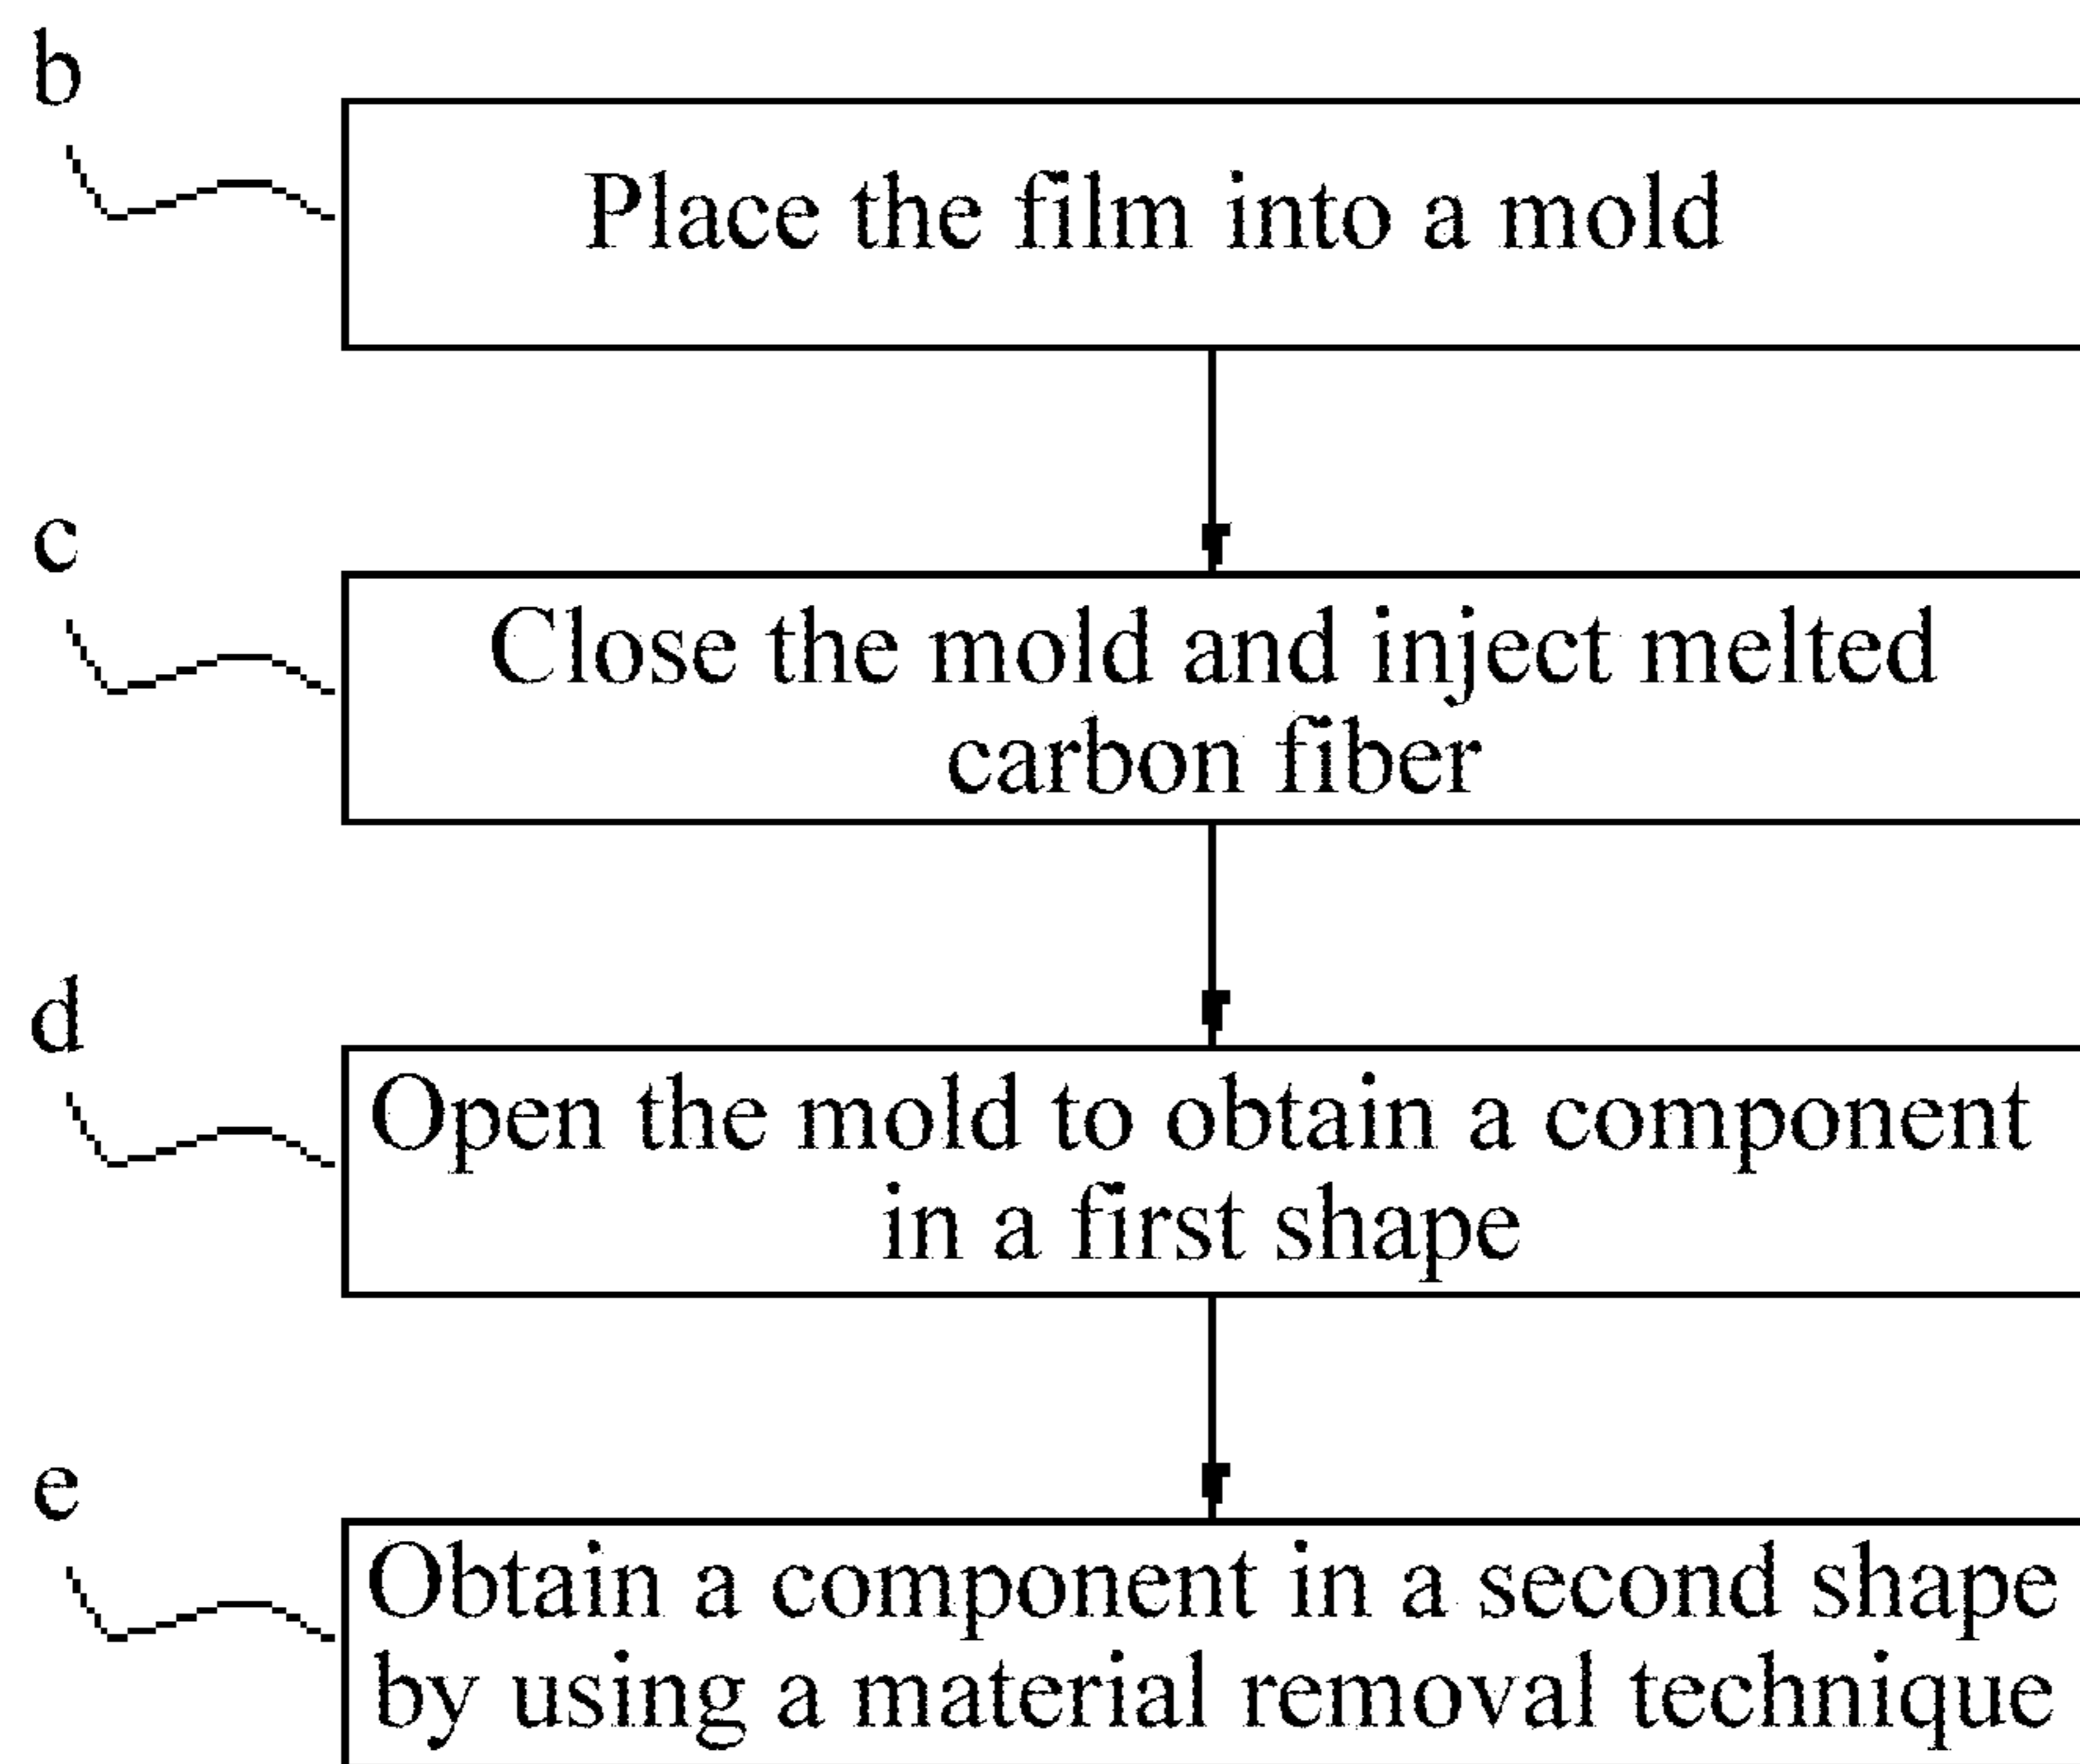 b
Place the film into a mold
c
Close the mold and inject melted
carbon fiber
d
Open the mold to obtain a component
in a first shape
e
Obtain a component in a second shape
by using a material removal technique